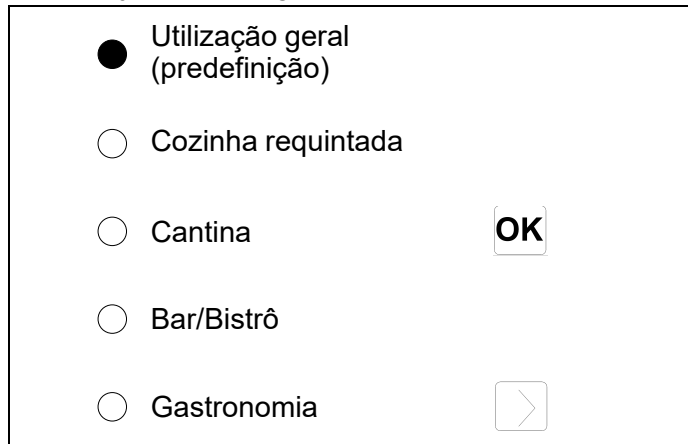 Utilização geral
(predefinição)
Cozinha requintada
Cantina
OK
Bar/Bistrô
Gastronomia